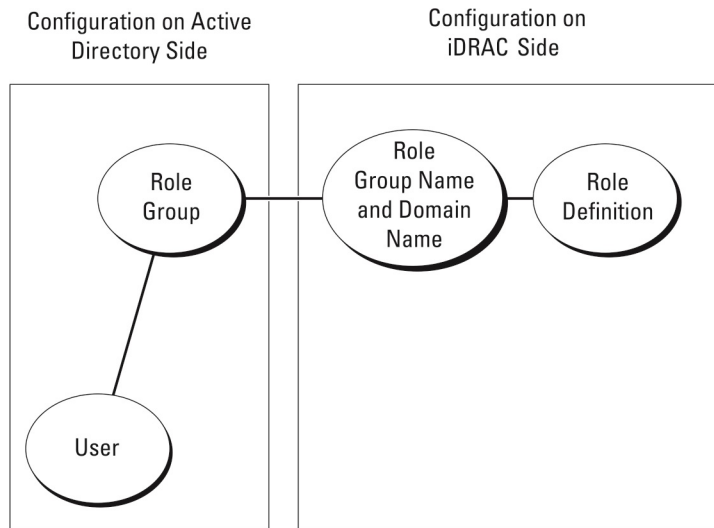 Configuration on Active
Directory Side
Configuration on
iDRAC Side
Role
Group
Role
Group Name
and Domain
Name
Role
Definition
User